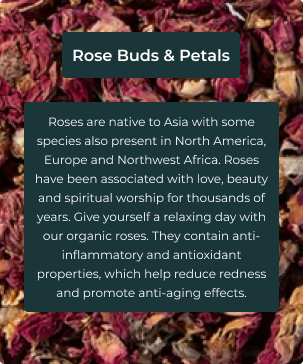 Rose Buds & Petals
Roses are native to Asia with some
species also present in North America,
Europe and Northwest Africa. Roses
have been associated with love, beauty
and spiritual worship for thousands of
years. Give yourself a relaxing day with
our organic roses. They contain anti-
inflammatory and antioxidant
properties, which help reduce redness
and promote anti-aging effects.